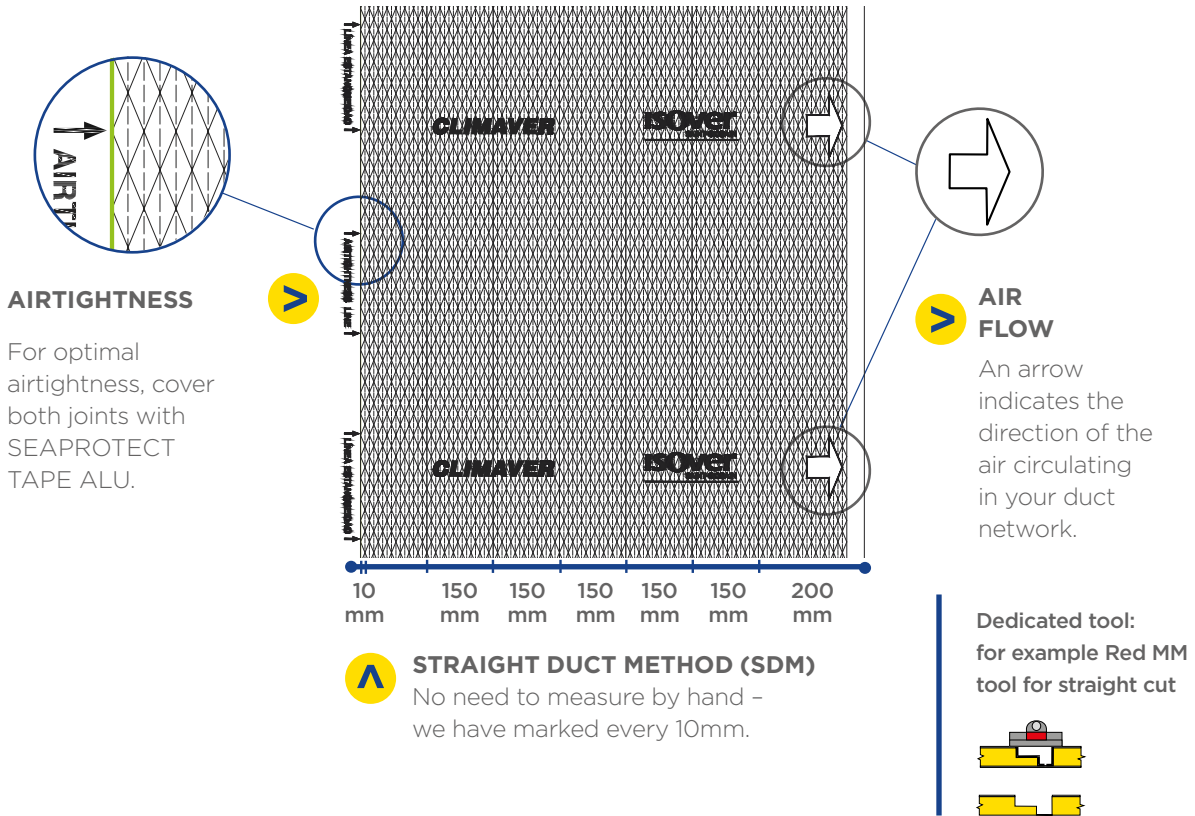 CLIMAVER
isover
AIRT
AIRTIGHTNESS LINE
CLIMAVER
isover
AIRTIGHTNESS
For optimal
airtightness, cover
both joints with
SEAPROTECT
TAPE ALU.
AIR
FLOW
An arrow
indicates the
direction of the
air circulating
in your duct
network.
10 mm
150 mm
150 mm
150 mm
150 mm
150 mm
200 mm
STRAIGHT DUCT METHOD (SDM)
No need to measure by hand –
we have marked every 10mm.
Dedicated tool:
for example Red MM
tool for straight cut